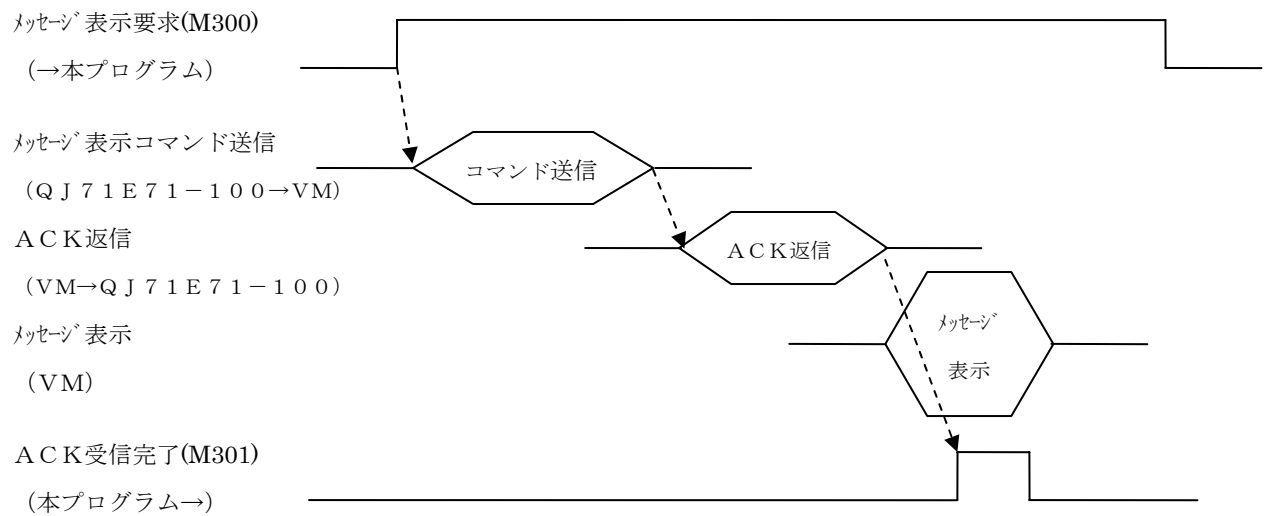 ﾒｯｾｰｼﾞ表示要求(M300)
(→本プログラム)
ﾒｯｾｰｼﾞ表示コマンド送信
コマンド送信
（ＱＪ７１Ｅ７１－１００→VM）
ＡＣＫ返信
ＡＣＫ返信
（VM→ＱＪ７１Ｅ７１－１００）
ﾒｯｾｰｼﾞ表示
ﾒｯｾｰｼﾞ
表示
（VM）
ＡＣＫ受信完了(M301)
(本プログラム→)